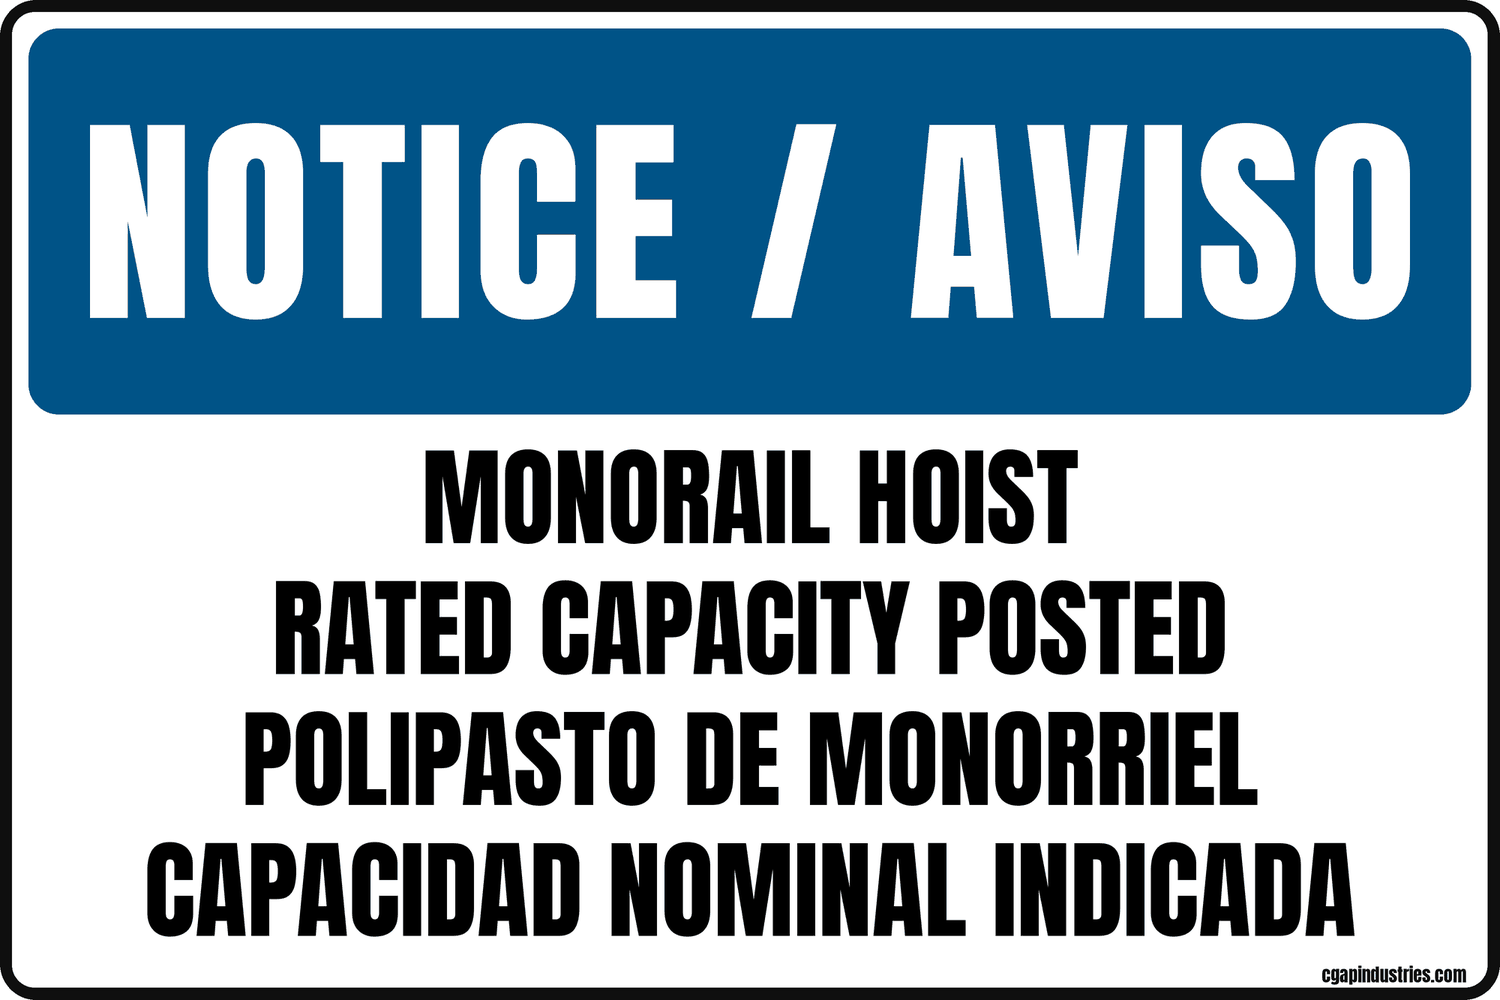 NOTICE / AVISO
MONORAIL HOIST
RATED CAPACITY POSTED
POLIPASTO DE MONORRIEL
CAPACIDAD NOMINAL INDICADA
cgapindustries.com